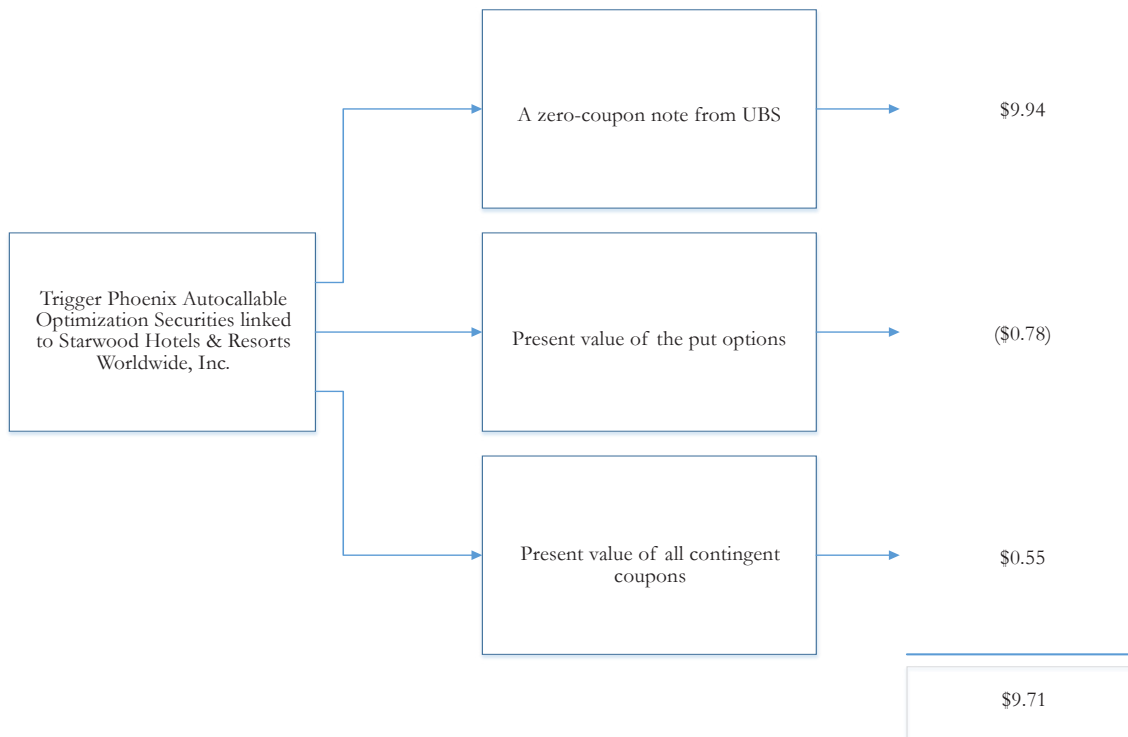 A zero-coupon note from UBS
$9.94
Trigger Phoenix Autocallable
Optimization Securities linked
to Starwood Hotels & Resorts
Worldwide, Inc.
Present value of the put options
($0.78)
Present value of all contingent
coupons
$0.55
$9.71